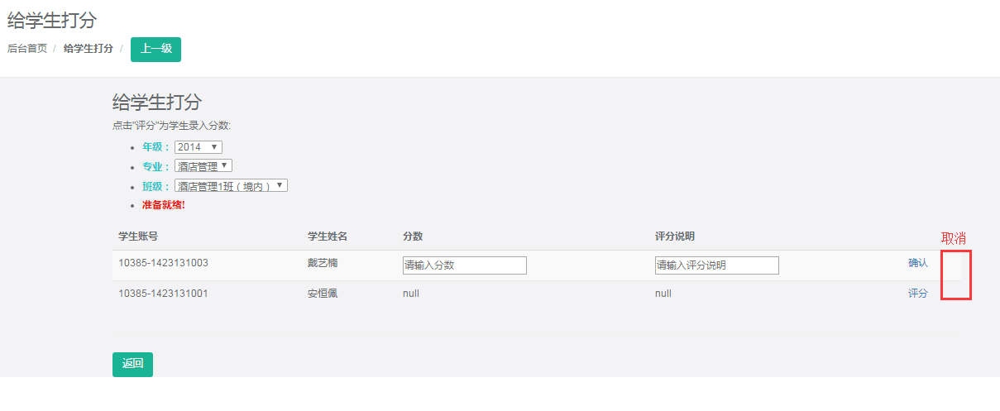 给学生打分
后台首页 / 给学生打分 / 上一级
给学生打分
点击"评分"为学生录入分数:
年级： 2014
专业： 酒店管理
班级： 酒店管理1班（境内）
准备就绪!
学生账号 学生姓名 分数 评分说明 取消
10385-1423131003 戴艺楠 请输入分数 请输入评分说明 确认
10385-1423131001 安恒佩 null null 评分
返回